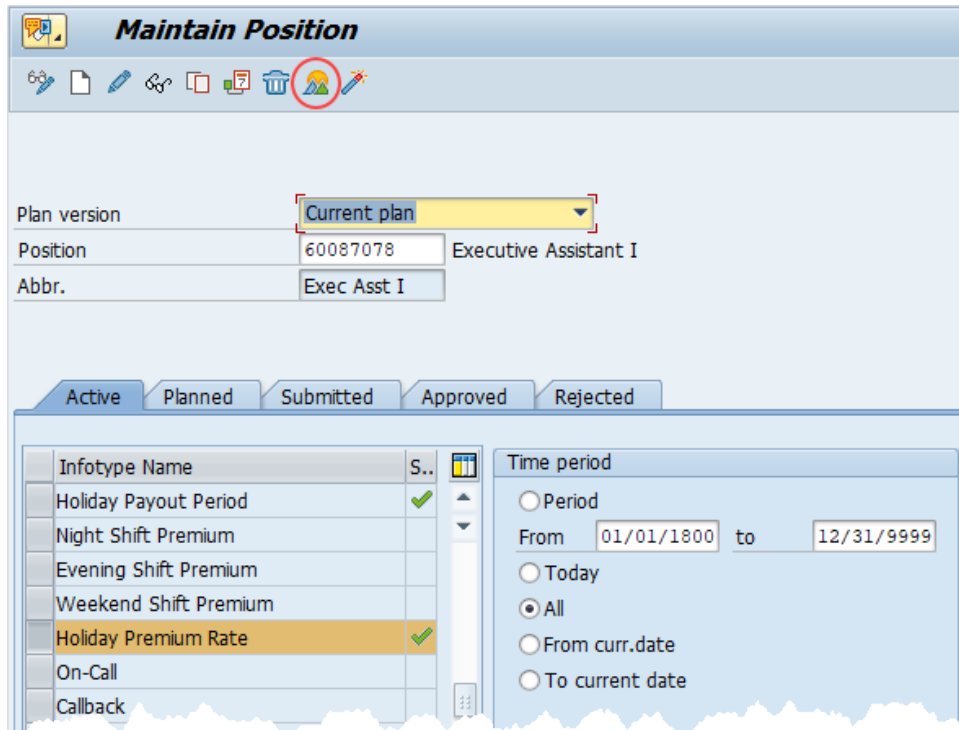 Maintain Position
Plan version Current plan
Position 60087078 Executive Assistant I
Abbr. Exec Asst I
Active Planned Submitted Approved Rejected
Infotype Name S..
Holiday Payout Period
Night Shift Premium
Evening Shift Premium
Weekend Shift Premium
Holiday Premium Rate
On-Call
Callback
Time period
Period
From 01/01/1800 to 12/31/9999
Today
All
From curr.date
To current date